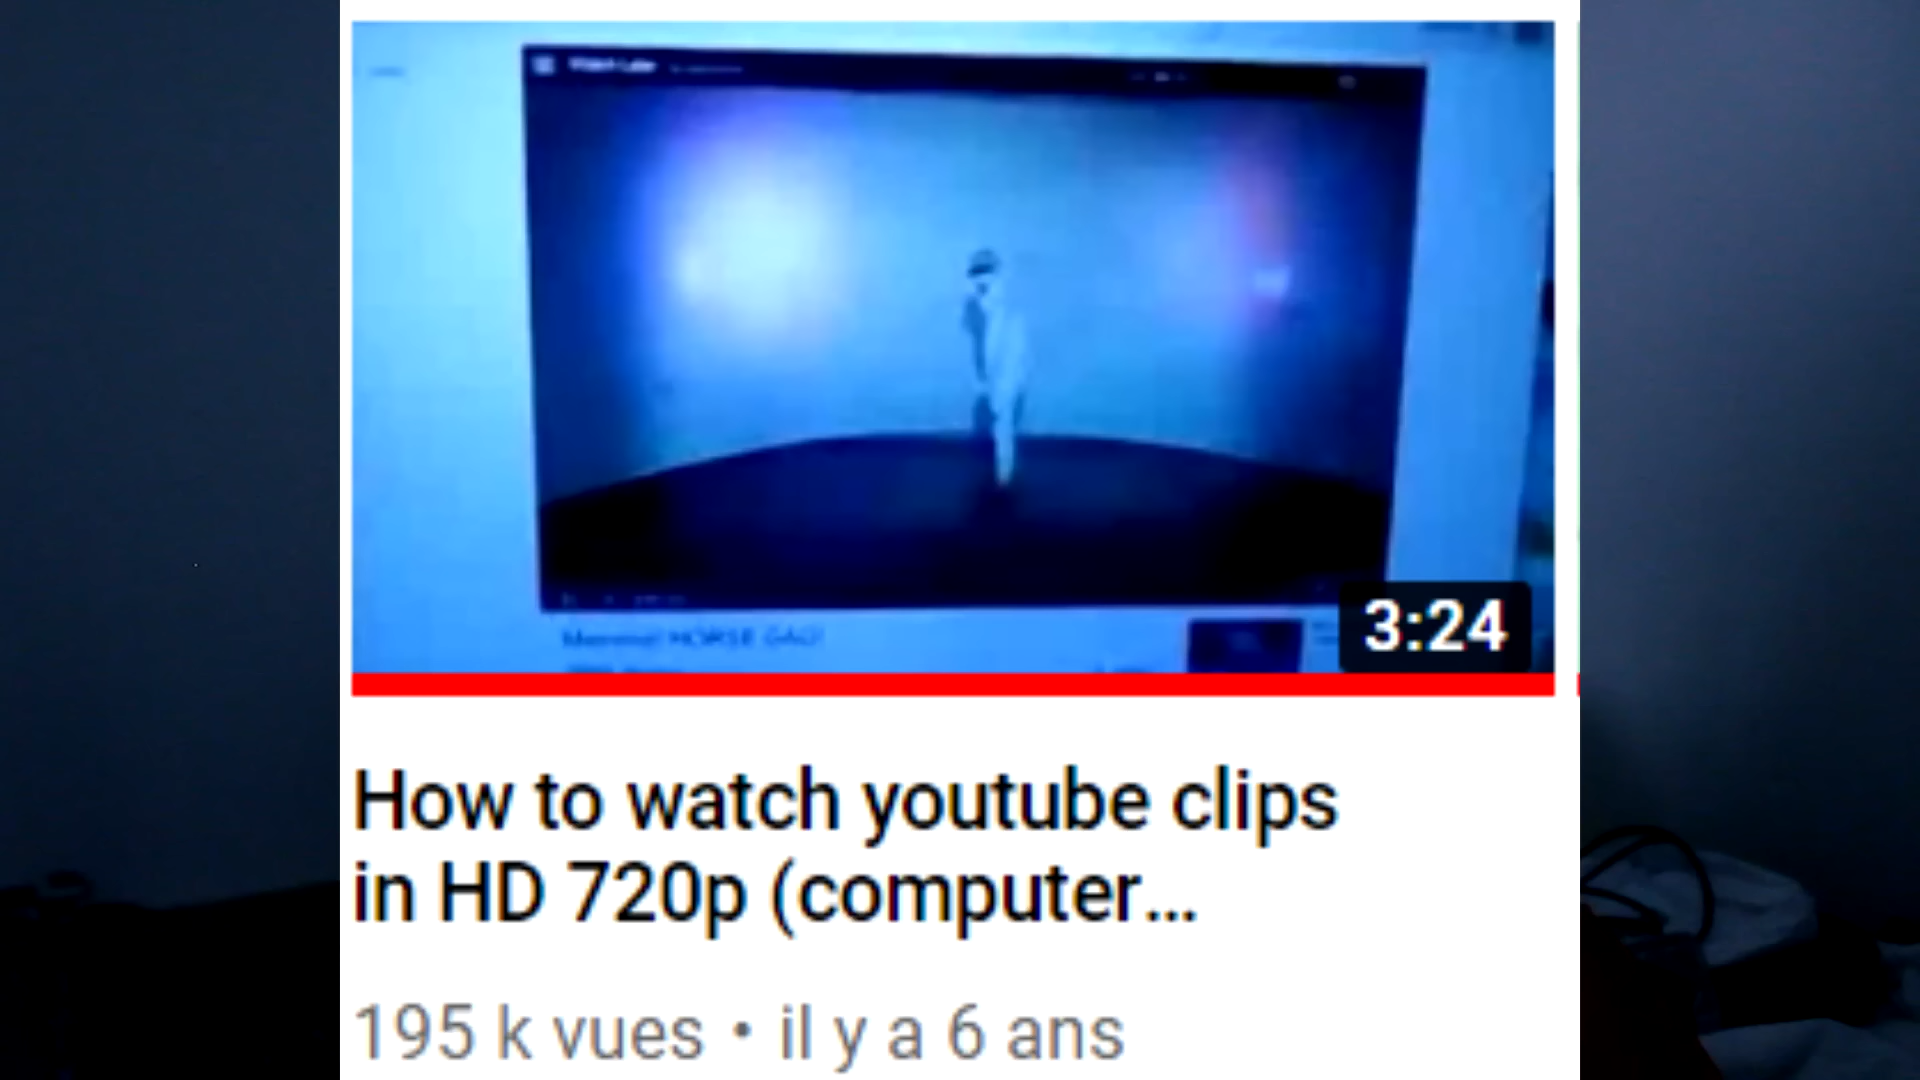 3:24
How to watch youtube clips
in HD 720p (computer...
195 k vues • il y a 6 ans